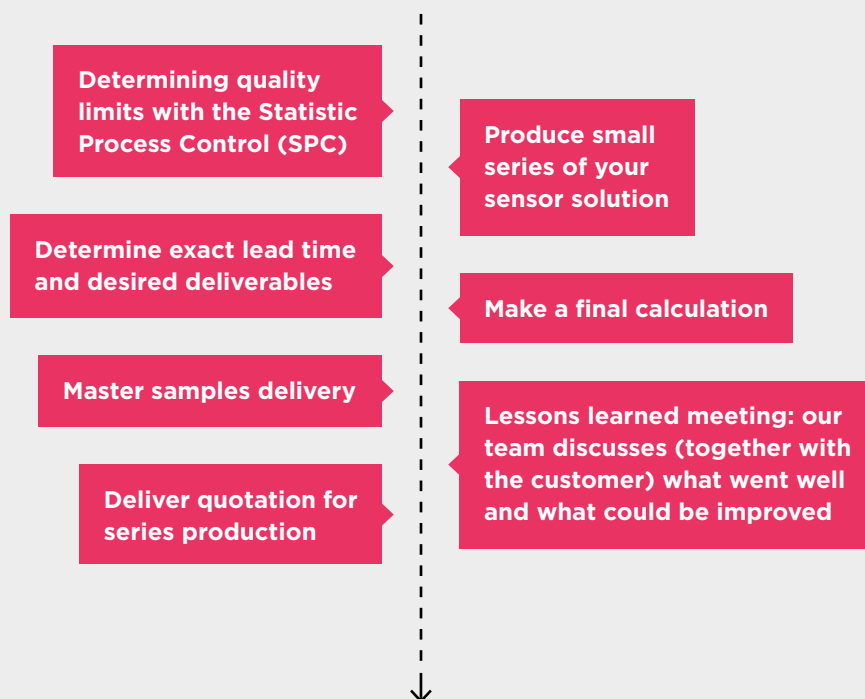 Determining quality
limits with the Statistic
Process Control (SPC)
Produce small
series of your
sensor solution
Determine exact lead time
and desired deliverables
Make a final calculation
Master samples delivery
Lessons learned meeting: our
team discusses (together with
the customer) what went well
and what could be improved
Deliver quotation for
series production